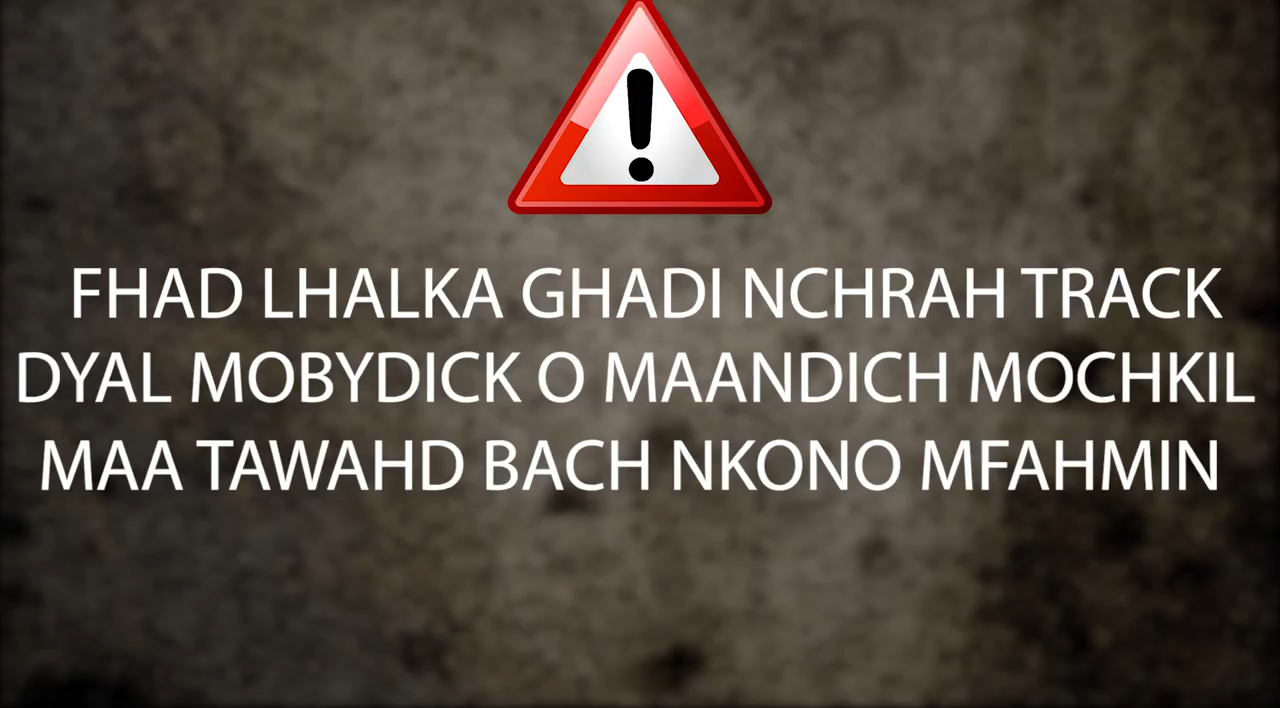 FHAD LHALKA GHADI NCHRAH TRACK
DYAL MOBYDICK O MAANDICH MOCHKIL
MAA TAWAHD BACH NKONO MFAHMIN